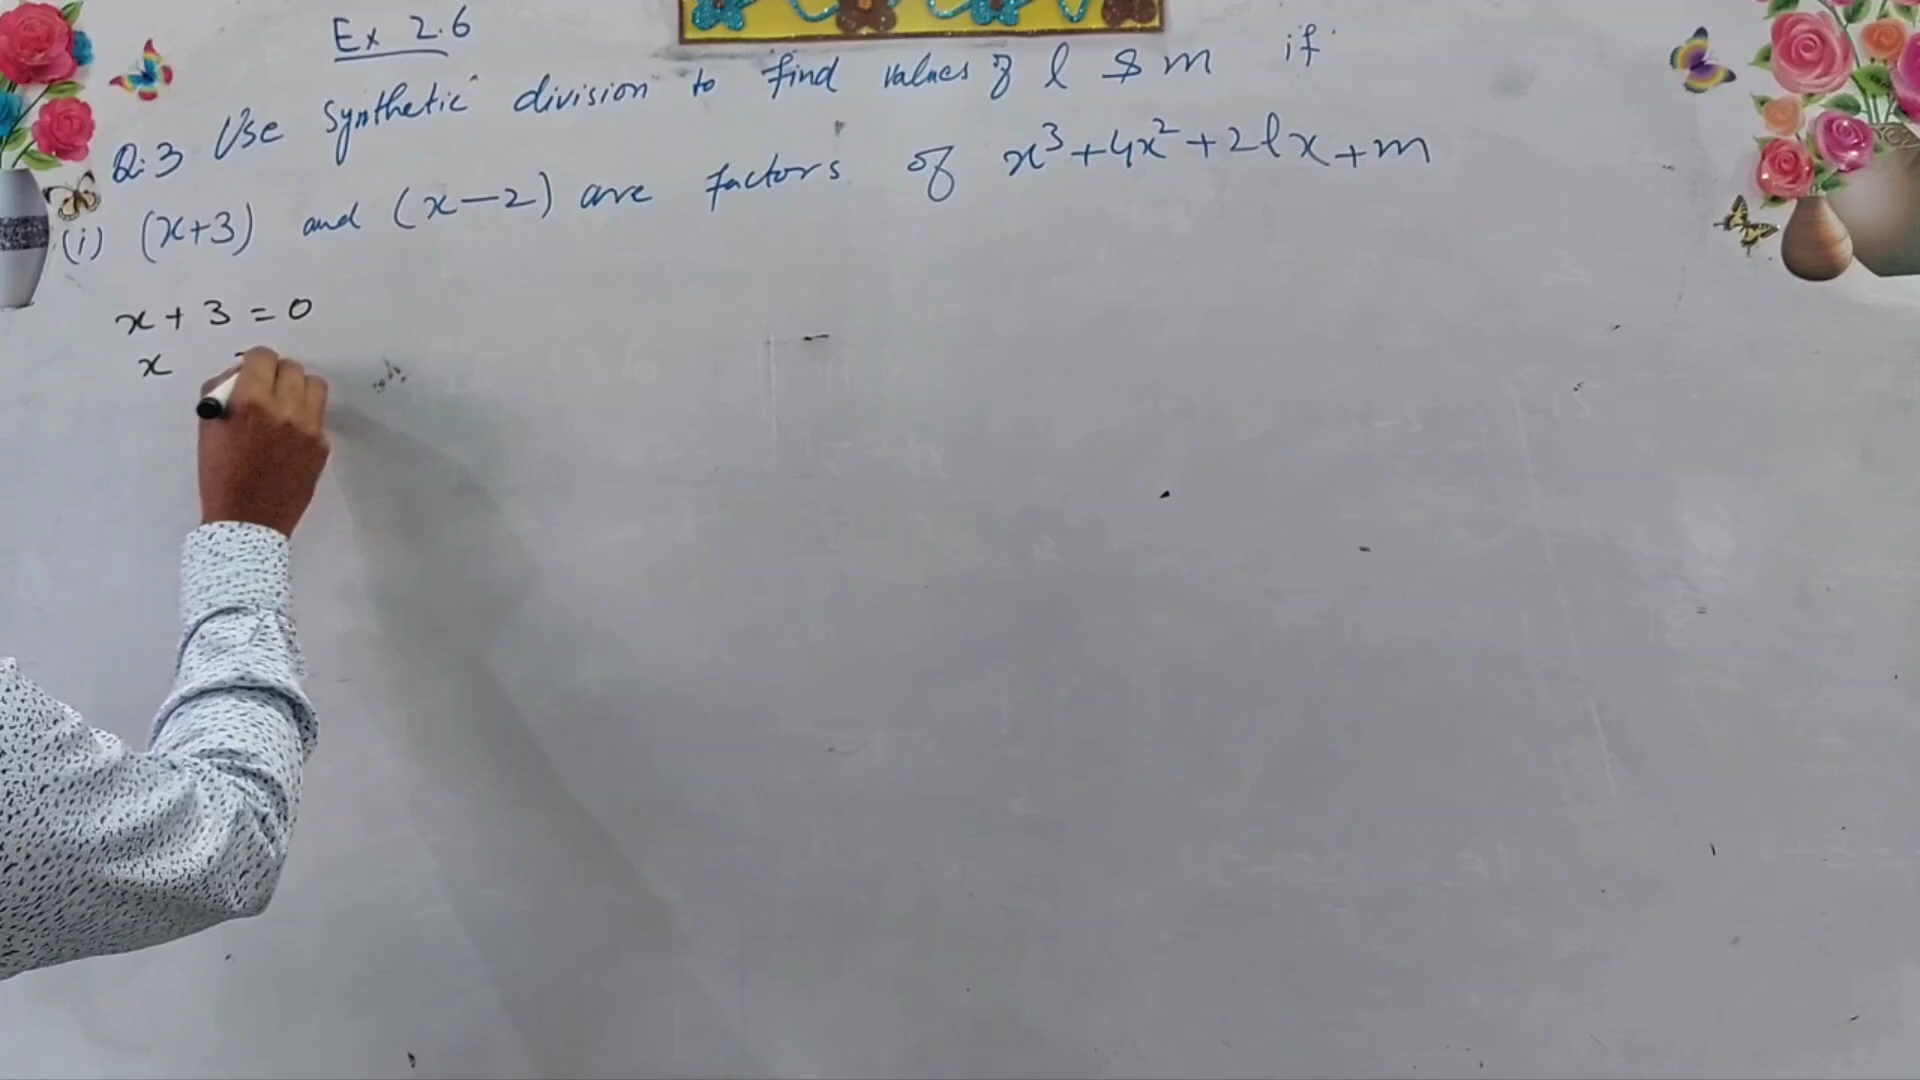 Ex 2.6
Q.3 Use Synthetic division to find values of l & m if
(i) (x+3) and (x-2) are factors of x³+4x²+2lx+m
x+3=0
x